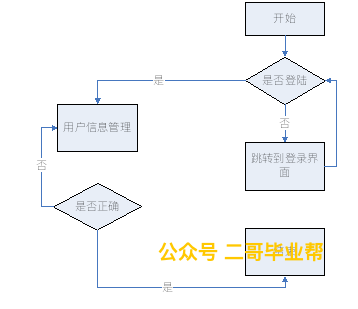 开始
是否登陆
是
否
用户信息管理
跳转到登录界
面
否
是否正确
公众号 二哥毕业帮
是